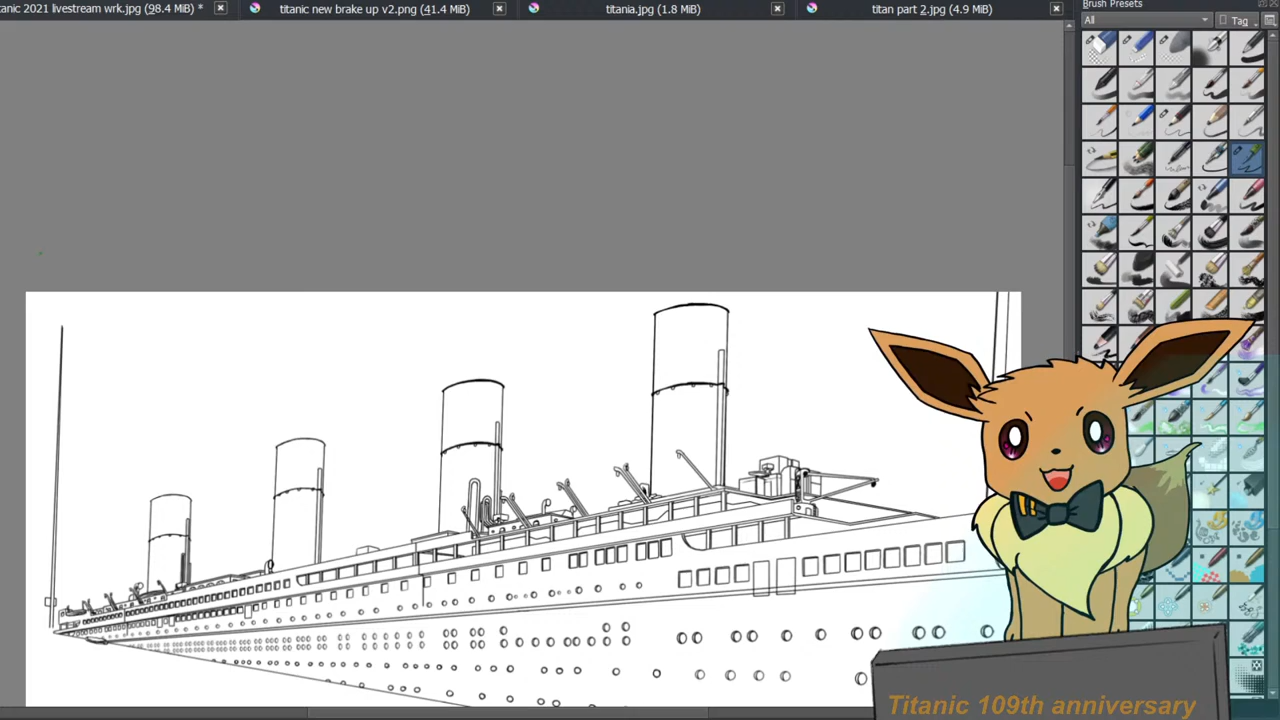 tanic 2021 livestream wrk.jpg (98.4 MiB) *
titanic new brake up v2.png (41.4 MiB)
titania.jpg (1.8 MiB)
titan part 2.jpg (4.9 MiB)
Brush Presets
All
Tag
Titanic 109th anniversary